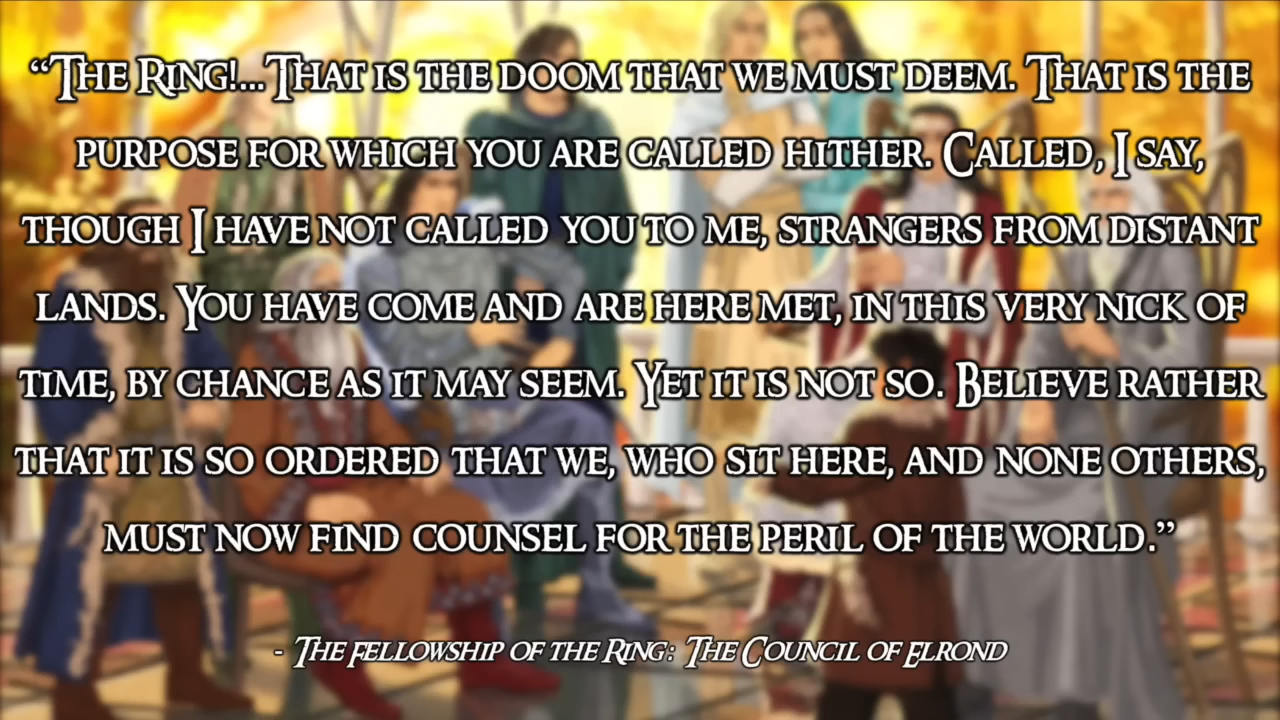 “The Ring!... That is the doom that we must deem. That is the
purpose for which you are called hither. Called, I say,
though I have not called you to me, strangers from distant
lands. You have come and are here met, in this very nick of
time, by chance as it may seem. Yet it is not so. Believe rather
that it is so ordered that we, who sit here, and none others,
must now find counsel for the peril of the world.”
- The Fellowship of the Ring: The Council of Elrond